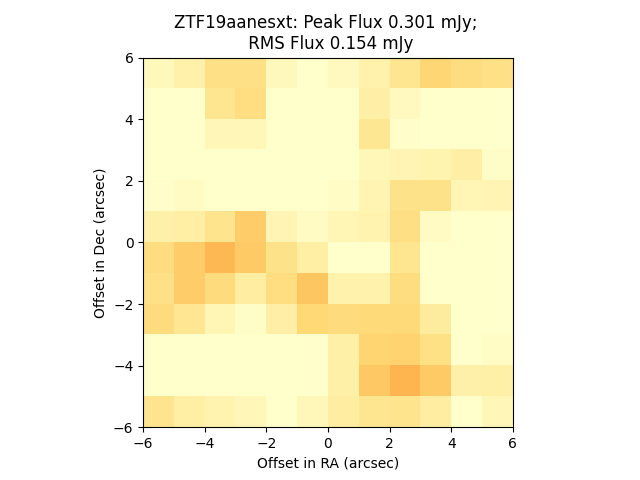 ZTF19aanesxt: Peak Flux 0.301 mJy;
RMS Flux 0.154 mJy
6
4
2
0
−2
−4
−6
Offset in Dec (arcsec)
−6 −4 −2 0 2 4 6
Offset in RA (arcsec)